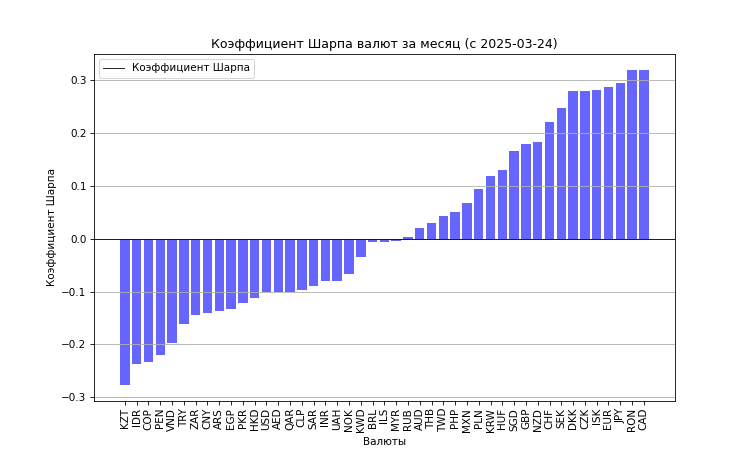 Коэффициент Шарпа валют за месяц (с 2025-03-24)
Коэффициент Шарпа
Коэффициент Шарпа
0.3
0.2
0.1
0.0
−0.1
−0.2
−0.3
KZT
IDR
COP
PEN
VND
TRY
ZAR
CNY
ARS
EGP
PKR
HKD
USD
AED
QAR
CLP
SAR
INR
UAH
NOK
KWD
BRL
ILS
MYR
RUB
AUD
THB
TWD
PHP
MXN
PLN
KRW
HUF
SGD
GBP
NZD
CHF
SEK
DKK
CZK
ISK
EUR
JPY
RON
CAD
Валюты